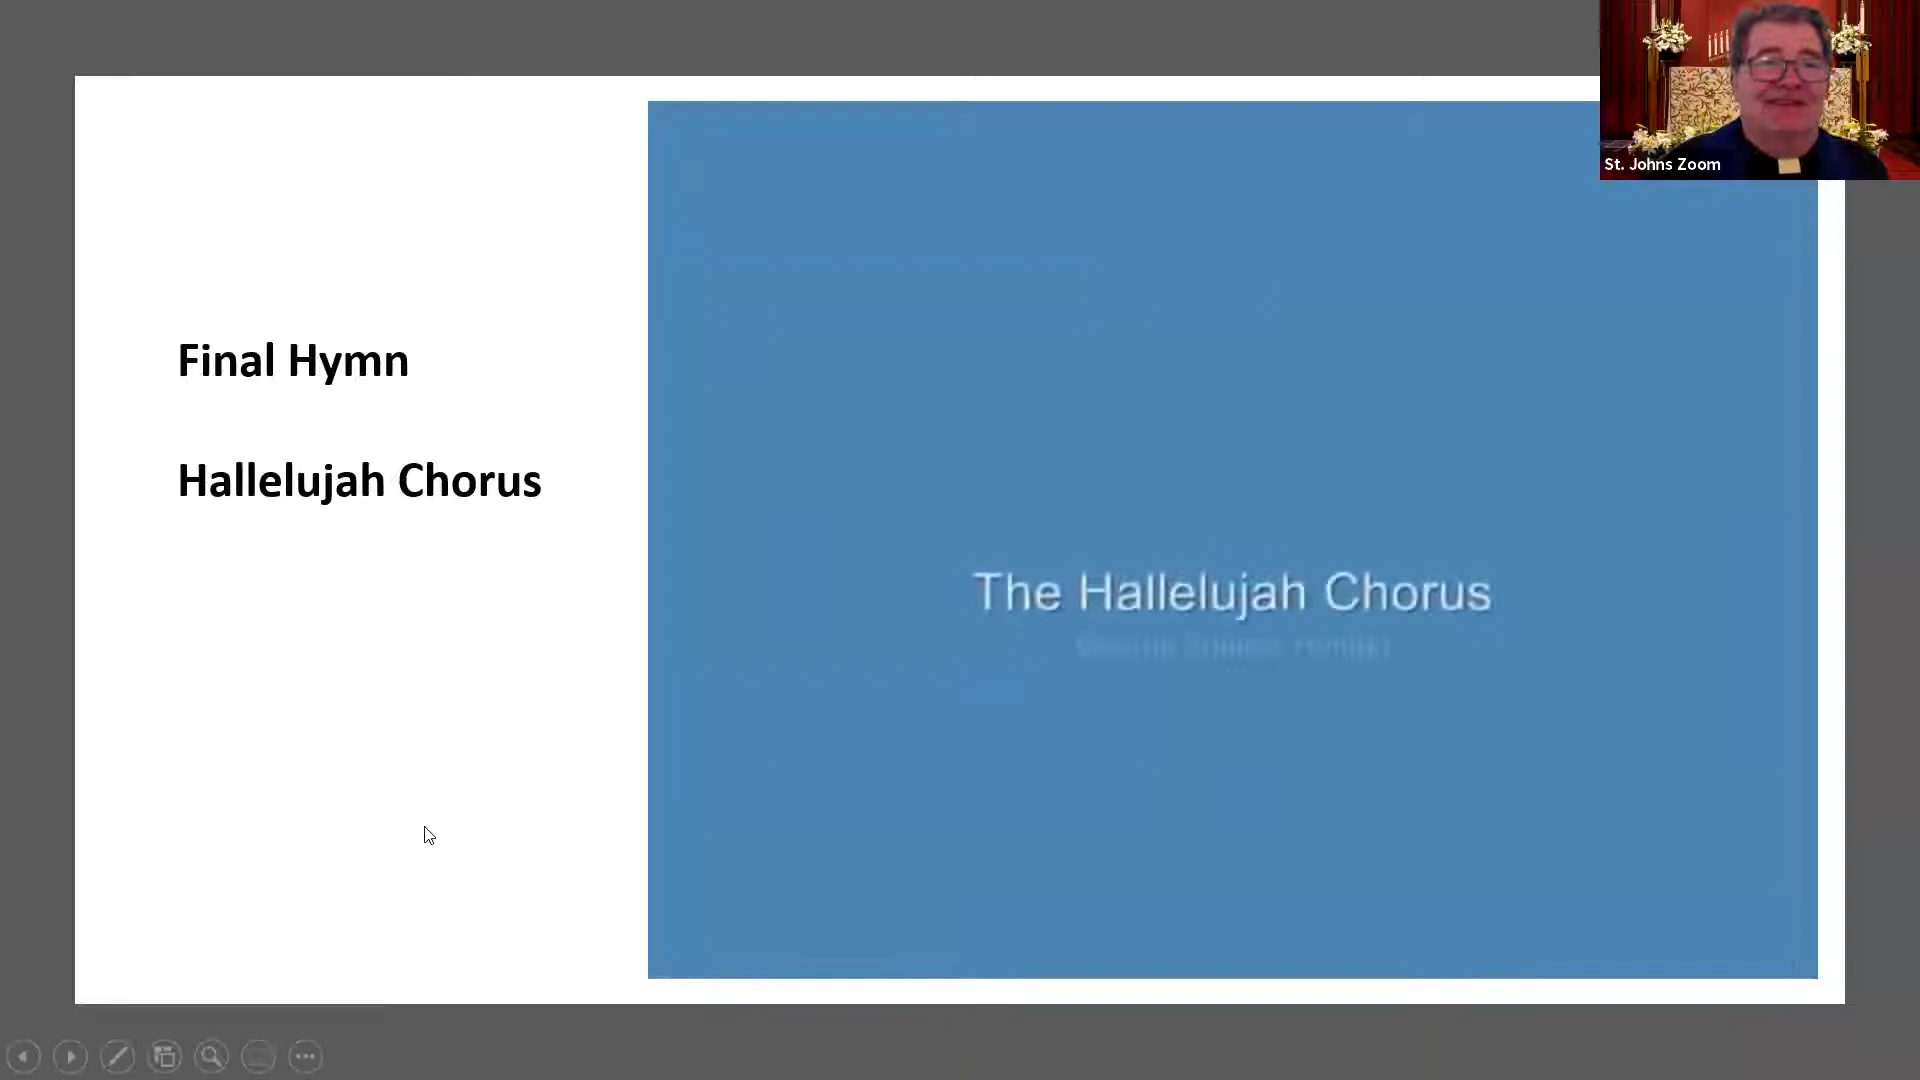 Final Hymn
Hallelujah Chorus
The Hallelujah Chorus
St. Johns Zoom